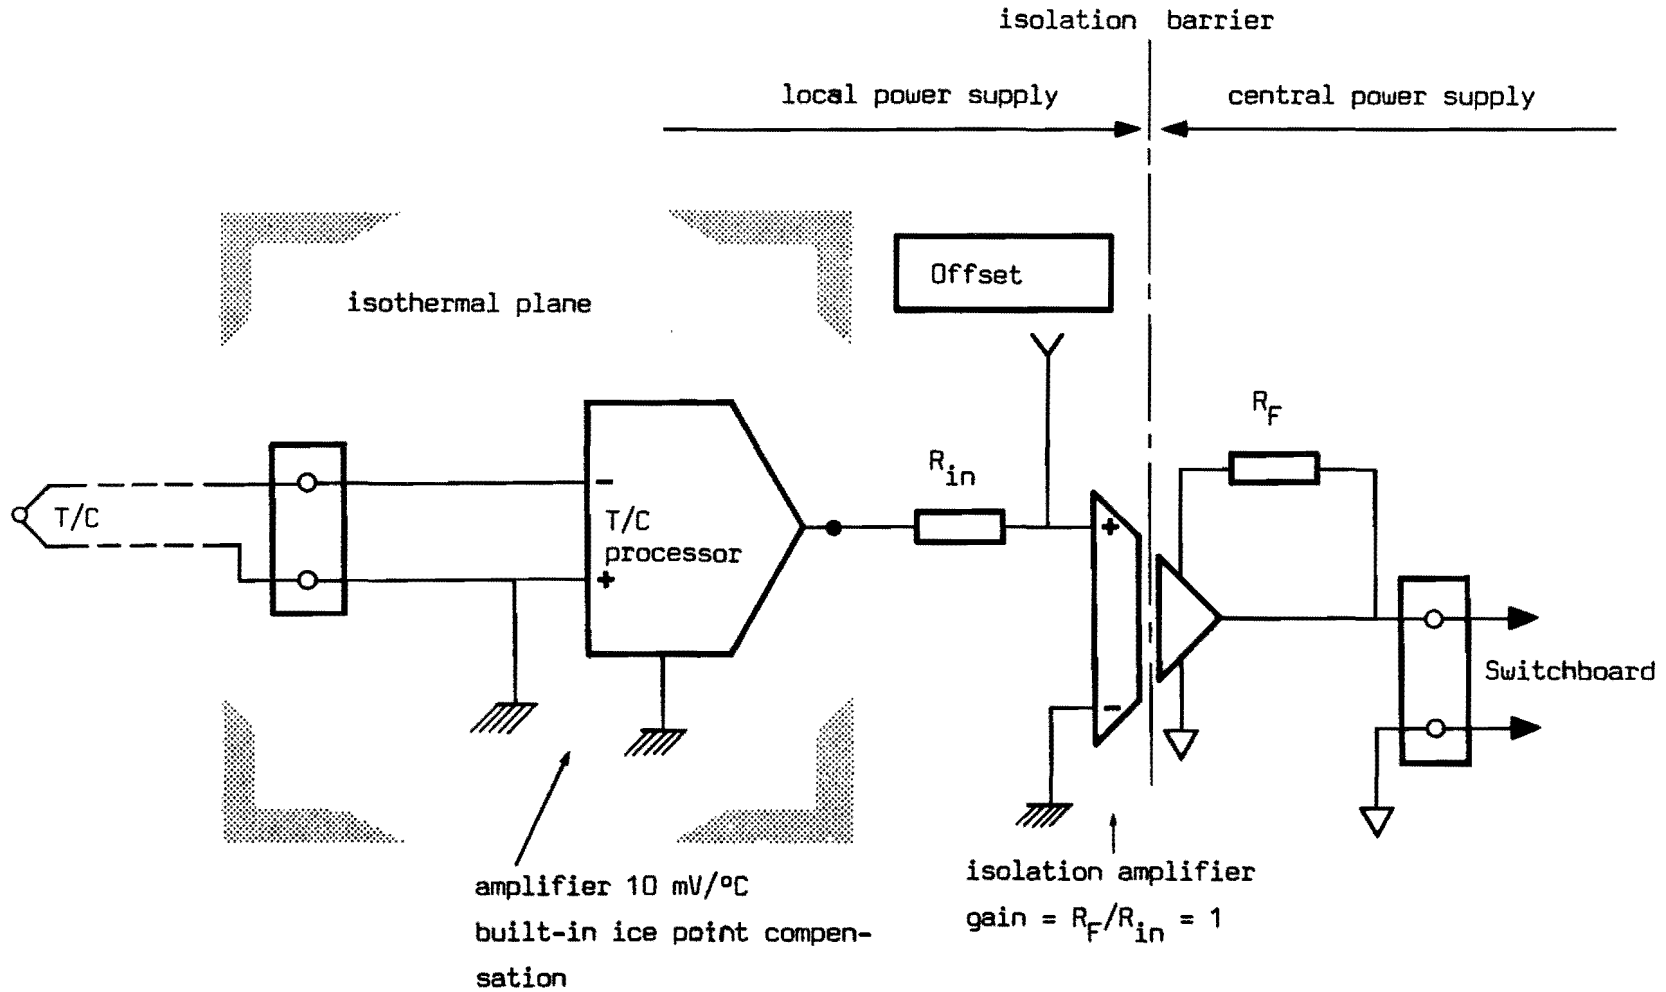 isolation barrier
local power supply
central power supply
Offset
isothermal plane
R_F
R_in
T/C
-
T/C
processor
+
+
-
Switchboard
amplifier 10 mV/°C
built-in ice point compen-
sation
isolation amplifier
gain = R_F/R_in = 1